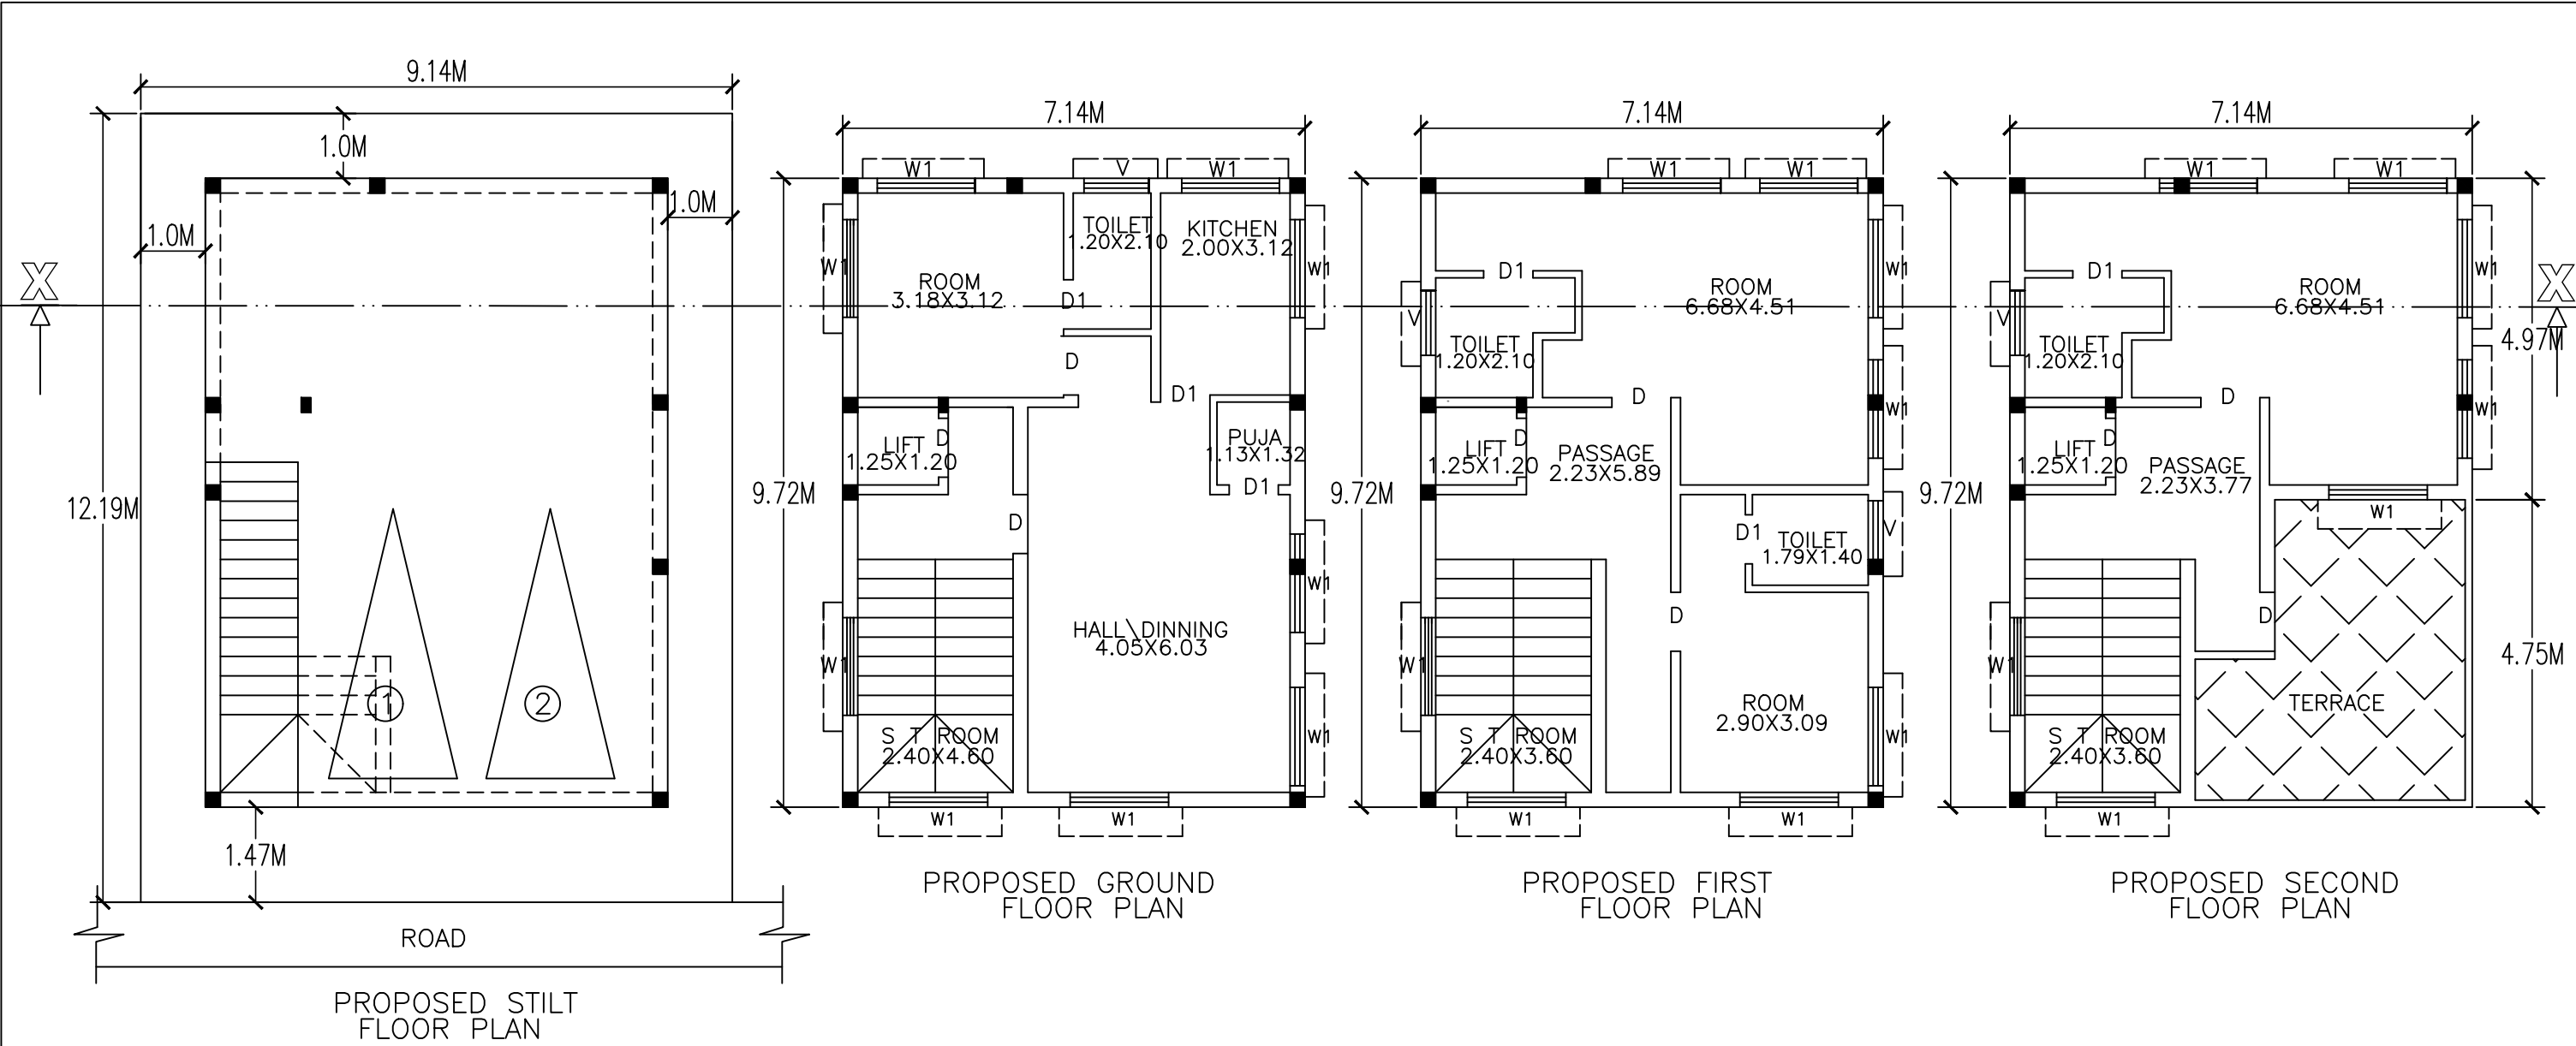 9.14M
1.0M
1.0M
1.0M
X
12.19M
1
2
1.47M
ROAD
PROPOSED STILT
FLOOR PLAN
7.14M
W1
V
W1
TOILET
1.20X2.10
KITCHEN
2.00X3.12
W1
W1
ROOM
3.18X3.12
D1
D
D1
LIFT
1.25X1.20
D
PUJA
1.13X1.32
D1
9.72M
D
W1
HALL\DINNING
4.05X6.03
W1
S T ROOM
2.40X4.60
W1
W1
W1
PROPOSED GROUND
FLOOR PLAN
7.14M
W1
W1
D1
W1
ROOM
6.68X4.51
V
TOILET
1.20X2.10
D
W1
LIFT
1.25X1.20
D
PASSAGE
2.23X5.89
9.72M
D1
TOILET
1.79X1.40
V
D
W1
ROOM
2.90X3.09
S T ROOM
2.40X3.60
W1
W1
W1
PROPOSED FIRST
FLOOR PLAN
7.14M
W1
W1
D1
W1
X
ROOM
6.68X4.51
V
TOILET
1.20X2.10
4.97M
D
W1
LIFT
1.25X1.20
D
PASSAGE
2.23X3.77
9.72M
W1
D
4.75M
W1
TERRACE
S T ROOM
2.40X3.60
W1
PROPOSED SECOND
FLOOR PLAN